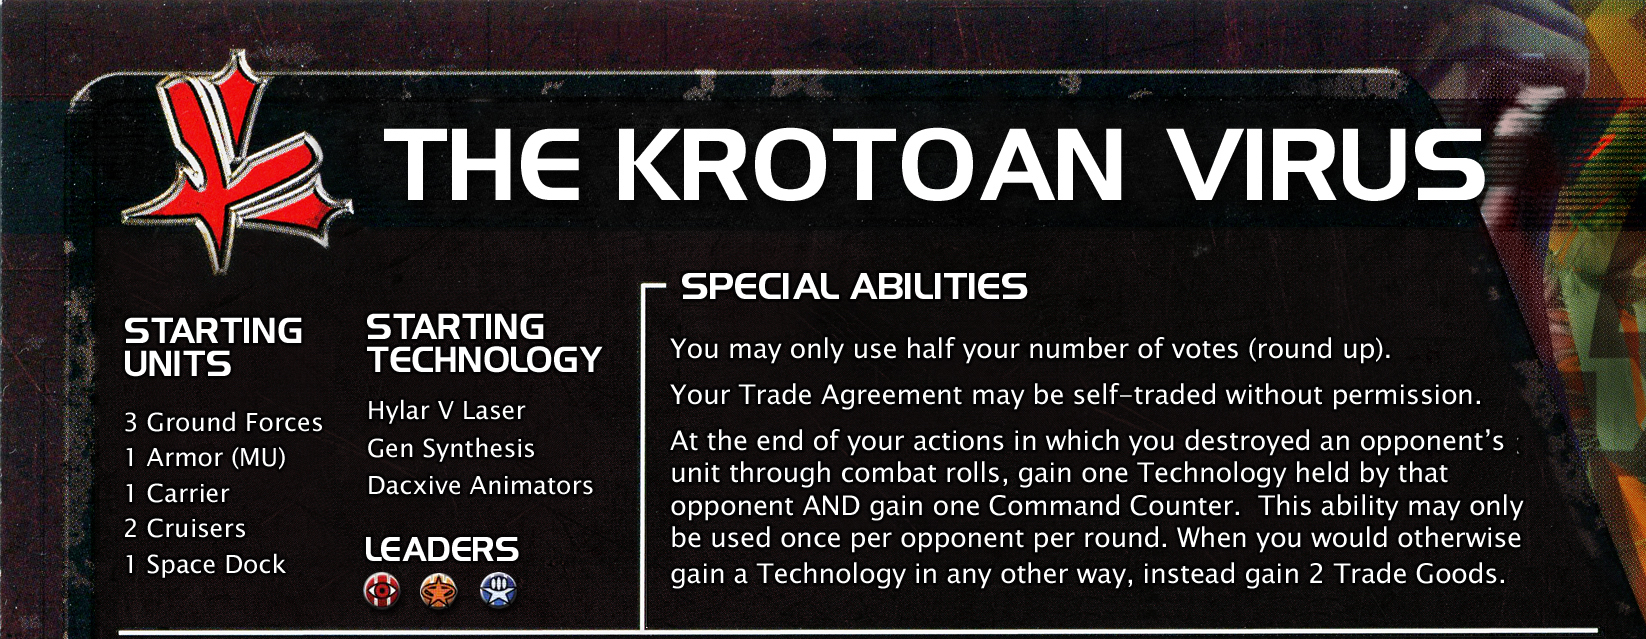 THE KROTOAN VIRUS
STARTING
UNITS
3 Ground Forces
1 Armor (MU)
1 Carrier
2 Cruisers
1 Space Dock
STARTING
TECHNOLOGY
Hylar V Laser
Gen Synthesis
Dacxive Animators
LEADERS
SPECIAL ABILITIES
You may only use half your number of votes (round up).
Your Trade Agreement may be self-traded without permission.
At the end of your actions in which you destroyed an opponent's
unit through combat rolls, gain one Technology held by that
opponent AND gain one Command Counter. This ability may only
be used once per opponent per round. When you would otherwise
gain a Technology in any other way, instead gain 2 Trade Goods.